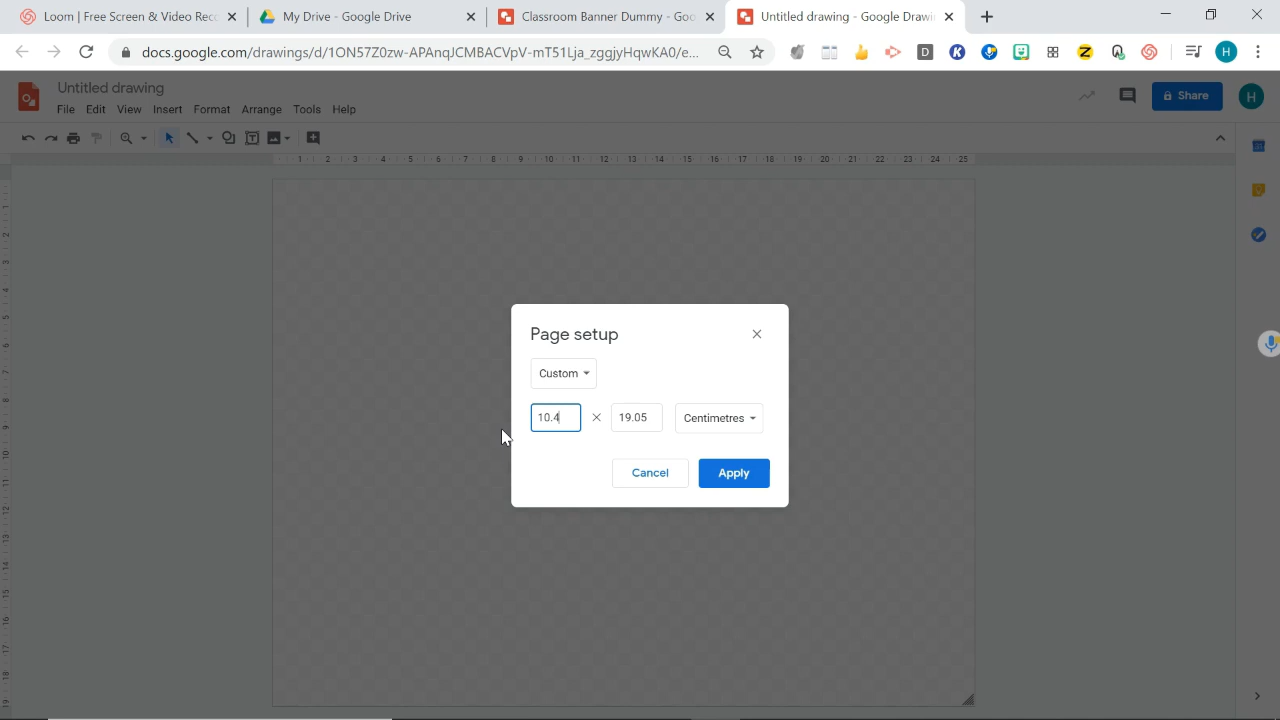 Loom | Free Screen & Video Rec
My Drive - Google Drive
Classroom Banner Dummy - Goo
Untitled drawing - Google Drawi
docs.google.com/drawings/d/1ON57Z0zw-APAnqJCMBACVpV-mT51Lja_zggjyHqwKA0/e...
Untitled drawing
File Edit View Insert Format Arrange Tools Help
Share
H
1 2 3 4 5 6 7 8 9 10 11 12 13 14 15 16 17 18 19 20 21 22 23 24 25
Page setup
Custom
10.4 × 19.05 Centimetres
Cancel Apply